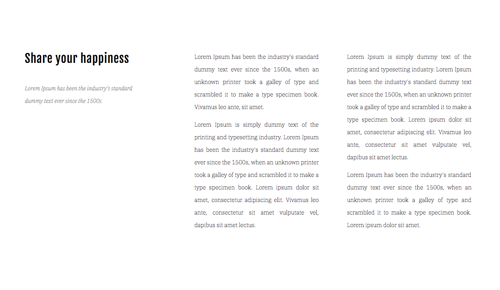 Share your happiness
Lorem Ipsum has been the industry's standard
dummy text ever since the 1500s.
Lorem Ipsum has been the industry's standard
dummy text ever since the 1500s, when an
unknown printer took a galley of type and
scrambled it to make a type specimen book.
Vivamus leo ante, sit amet.
Lorem Ipsum is simply dummy text of the
printing and typesetting industry. Lorem Ipsum
has been the industry's standard dummy text
ever since the 1500s, when an unknown printer
took a galley of type and scrambled it to make a
type specimen book. Lorem ipsum dolor sit
amet, consectetur adipiscing elit. Vivamus leo
ante, consectetur sit amet vulputate vel,
dapibus sit amet lectus.
Lorem Ipsum is simply dummy text of the
printing and typesetting industry. Lorem Ipsum
has been the industry's standard dummy text
ever since the 1500s, when an unknown printer
took a galley of type and scrambled it to make a
type specimen book. Lorem ipsum dolor sit
amet, consectetur adipiscing elit. Vivamus leo
ante, consectetur sit amet vulputate vel,
dapibus sit amet lectus.
Lorem Ipsum has been the industry's standard
dummy text ever since the 1500s, when an
unknown printer took a galley of type and
scrambled it to make a type specimen book.
Lorem ipsum dolor sit amet.